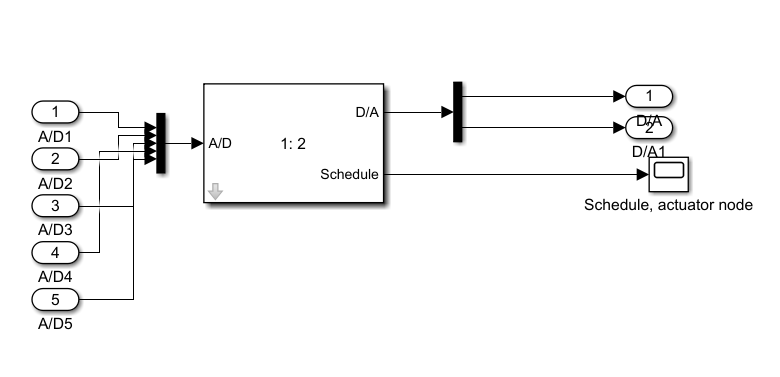 1
A/D1
2
A/D2
3
A/D3
4
A/D4
5
A/D5
A/D
1: 2
D/A
Schedule
1
D/A
2
D/A1
Schedule, actuator node